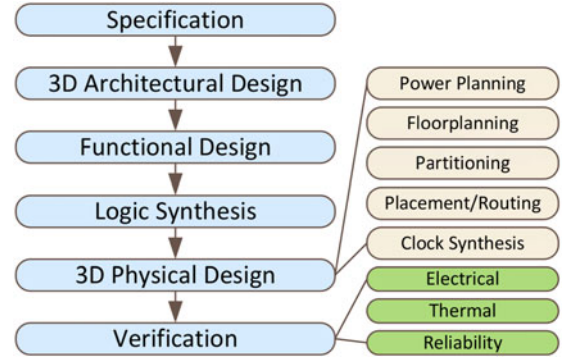 Specification
3D Architectural Design
Functional Design
Logic Synthesis
3D Physical Design
Verification
Power Planning
Floorplanning
Partitioning
Placement/Routing
Clock Synthesis
Electrical
Thermal
Reliability